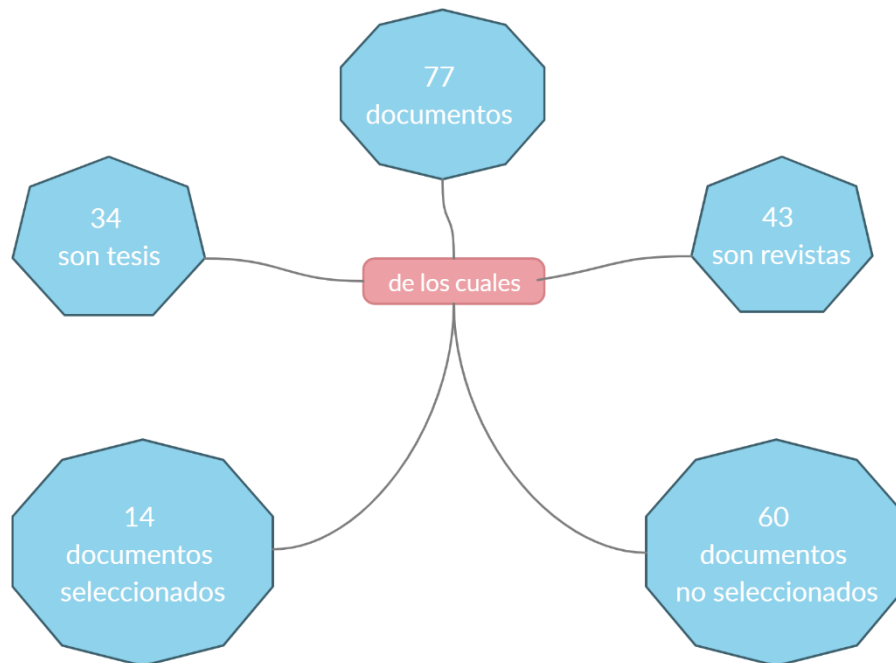 77
documentos
34
son tesis
43
son revistas
de los cuales
14
documentos
seleccionados
60
documentos
no seleccionados